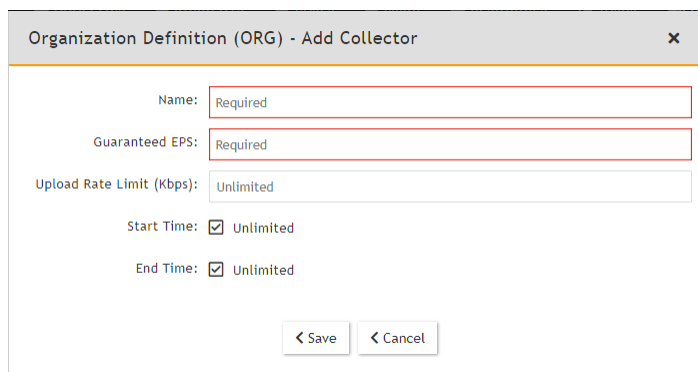 Organization Definition (ORG) - Add Collector
Name: Required
Guaranteed EPS: Required
Upload Rate Limit (Kbps): Unlimited
Start Time: Unlimited
End Time: Unlimited
Save Cancel